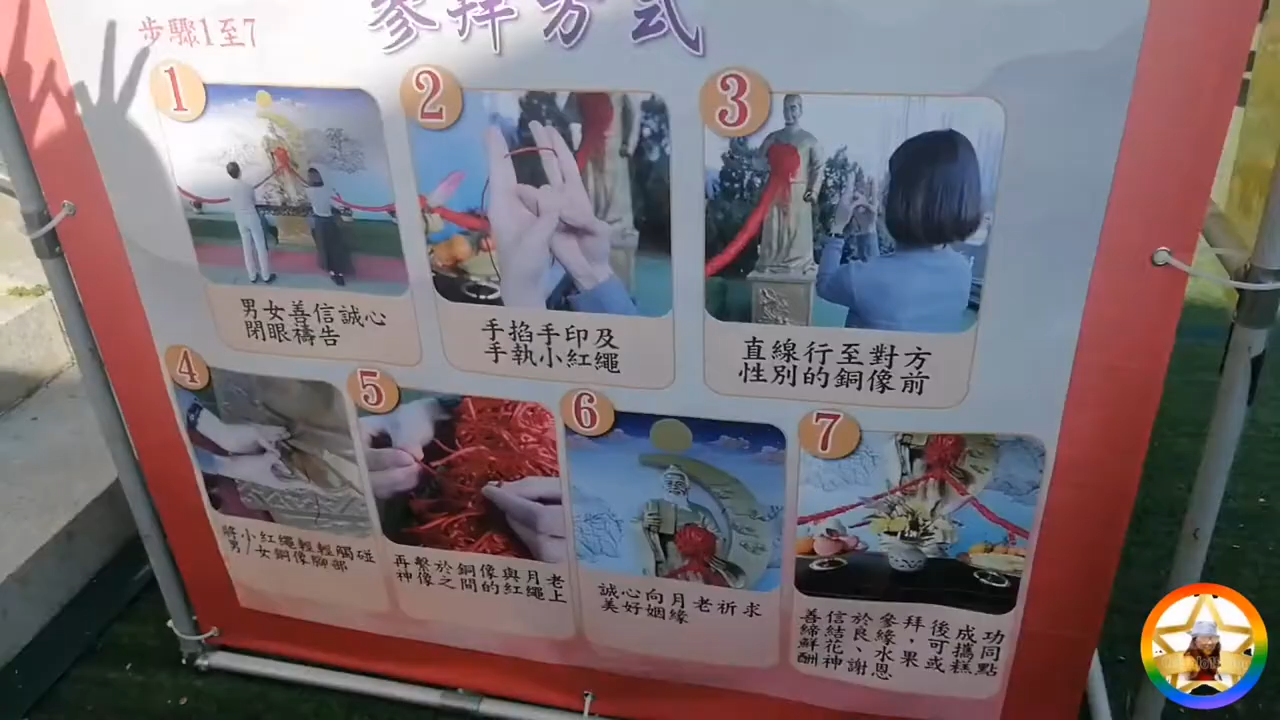 參拜方式
步驟1至7
1
男女善信誠心
閉眼禱告
2
手掐手印及
手執小紅繩
3
直線行至對方
性別的銅像前
4
將小紅繩輕輕觸碰
男/女銅像腳部
5
再繫於銅像與月老
神像之間的紅繩上
6
誠心向月老祈求
美好姻緣
7
善信於參拜後成功
締結良緣，可攜同
鮮花、水果或糕點
酬謝神恩